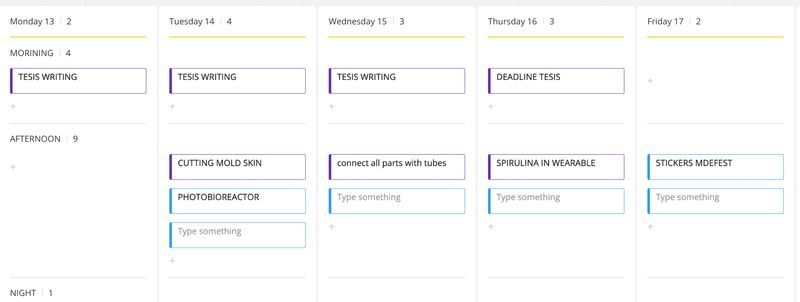 Monday 13 | 2
Tuesday 14 | 4
Wednesday 15 | 3
Thursday 16 | 3
Friday 17 | 2
MORINING | 4
TESIS WRITING
TESIS WRITING
TESIS WRITING
DEADLINE TESIS
+
+
+
+
+
AFTERNOON | 9
+
CUTTING MOLD SKIN
connect all parts with tubes
SPIRULINA IN WEARABLE
STICKERS MDEFEST
PHOTOBIOREACTOR
Type something
Type something
Type something
Type something
+
+
+
+
NIGHT | 1